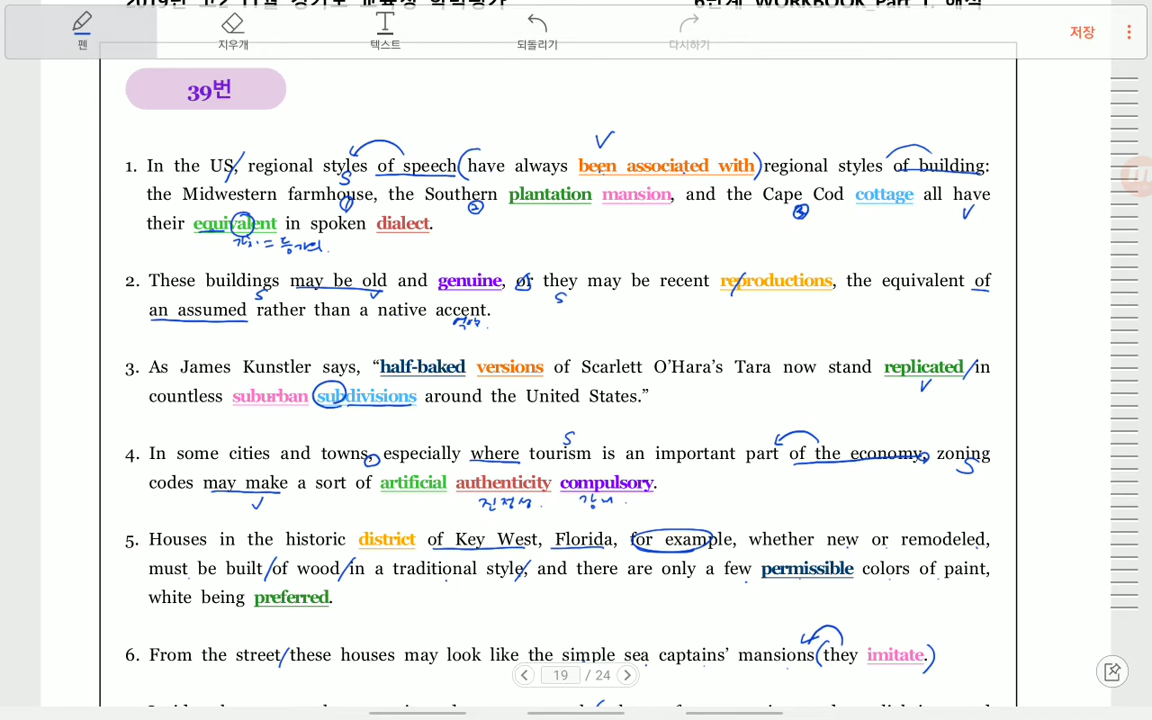 펜 지우개 텍스트 되돌리기 다시하기 저장
39번
1. In the US, regional styles of speech have always been associated with regional styles of building:
the Midwestern farmhouse, the Southern plantation mansion, and the Cape Cod cottage all have
their equivalent in spoken dialect.
2. These buildings may be old and genuine, or they may be recent reproductions, the equivalent of
an assumed rather than a native accent.
3. As James Kunstler says, “half-baked versions of Scarlett O’Hara’s Tara now stand replicated in
countless suburban subdivisions around the United States.”
4. In some cities and towns, especially where tourism is an important part of the economy, zoning
codes may make a sort of artificial authenticity compulsory.
진정성.
5. Houses in the historic district of Key West, Florida, for example, whether new or remodeled,
must be built of wood in a traditional style, and there are only a few permissible colors of paint,
white being preferred.
6. From the street these houses may look like the simple sea captains’ mansions they imitate.
19 / 24